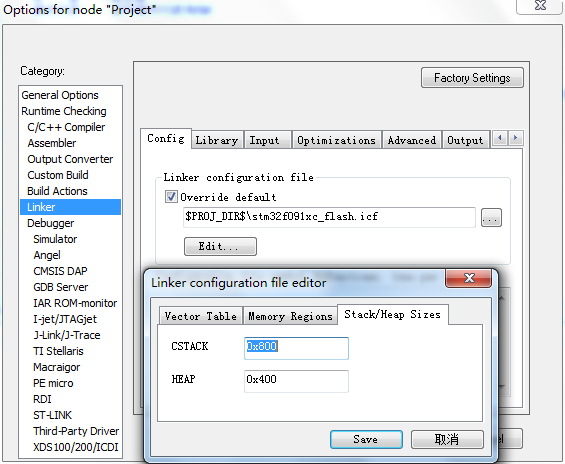 Options for node "Project"
Category:
Factory Settings
General Options
Runtime Checking
C/C++ Compiler
Assembler
Output Converter
Custom Build
Build Actions
Linker
Debugger
Simulator
Angel
CMSIS DAP
GDB Server
IAR ROM-monitor
I-jet/JTAGjet
J-Link/J-Trace
TI Stellaris
Macraigor
PE micro
RDI
ST-LINK
Third-Party Driver
XDS100/200/ICDI
Config Library Input Optimizations Advanced Output
Linker configuration file
Override default
$PROJ_DIR$\stm32f091xc_flash.icf
...
Edit...
Linker configuration file editor
Vector Table Memory Regions Stack/Heap Sizes
CSTACK 0x800
HEAP 0x400
Save 取消